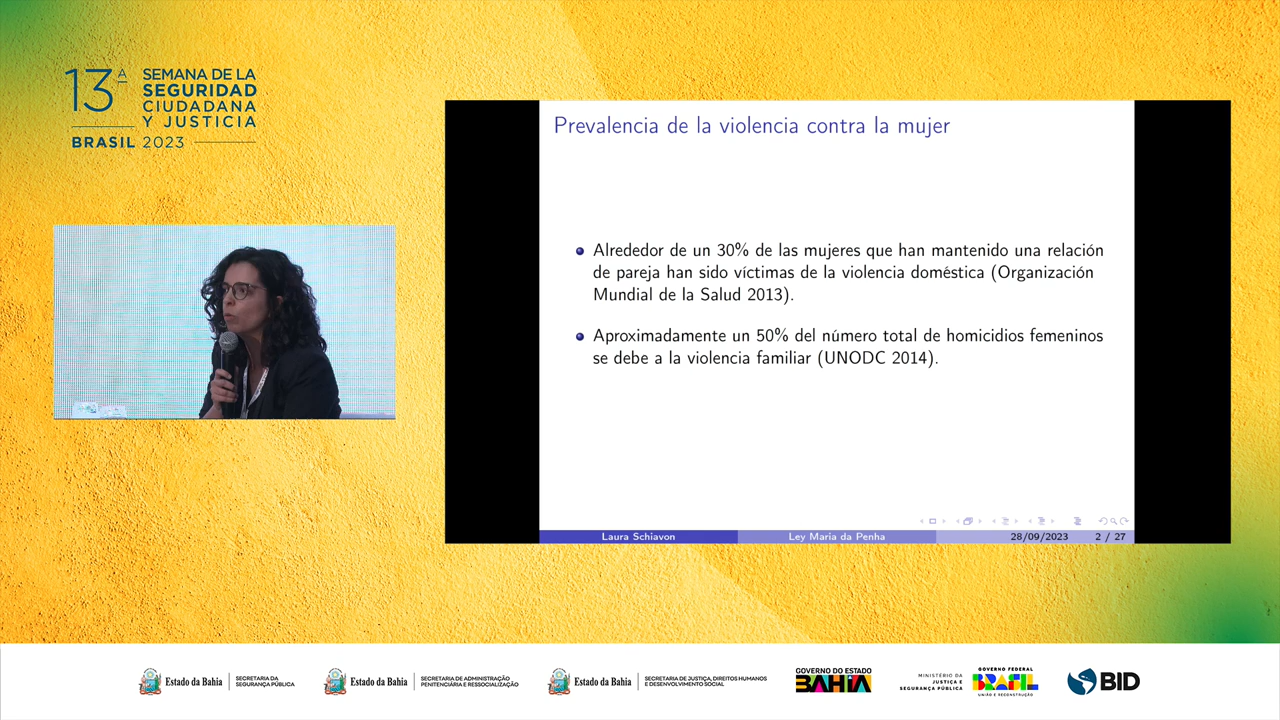 13A
SEMANA DE LA
SEGURIDAD
CIUDADANA
Y JUSTICIA
BRASIL 2023
Prevalencia de la violencia contra la mujer
Alrededor de un 30% de las mujeres que han mantenido una relación
de pareja han sido víctimas de la violencia doméstica (Organización
Mundial de la Salud 2013).
Aproximadamente un 50% del número total de homicidios femeninos
se debe a la violencia familiar (UNODC 2014).
Laura Schiavon
Ley Maria da Penha
28/09/2023
2 / 27
Estado da Bahia
SECRETARIA DA
SEGURANÇA PÚBLICA
Estado da Bahia
SECRETARIA DE ADMINISTRAÇÃO
PENITENCIÁRIA E RESSOCIALIZAÇÃO
Estado da Bahia
SECRETARIA DE JUSTIÇA, DIREITOS HUMANOS
E DESENVOLVIMENTO SOCIAL
GOVERNO DO ESTADO
BAHIA
MINISTÉRIO DA
JUSTIÇA E
SEGURANÇA PÚBLICA
GOVERNO FEDERAL
BRASIL
UNIÃO E RECONSTRUÇÃO
BID